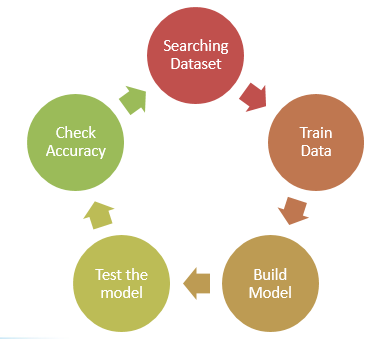 Searching
Dataset
Train
Data
Build
Model
Test the
model
Check
Accuracy